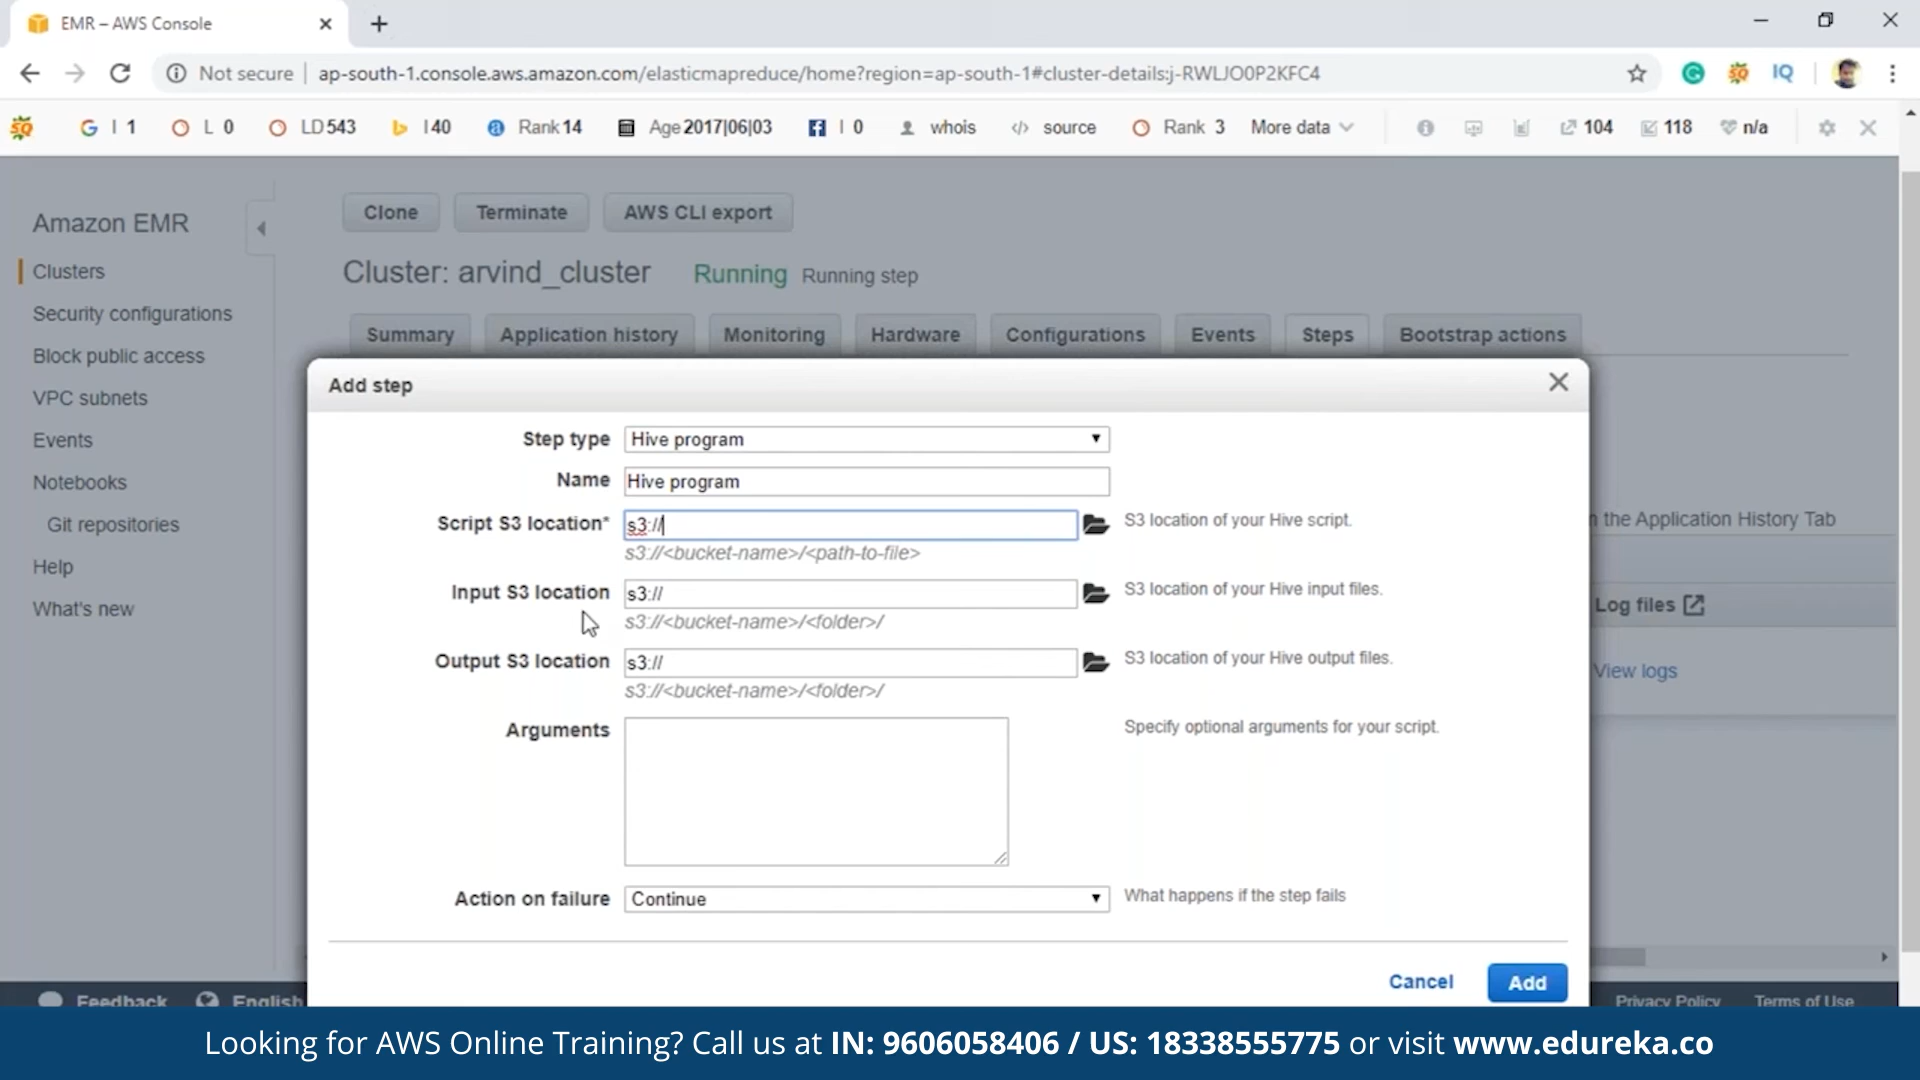 EMR – AWS Console
Not secure
ap-south-1.console.aws.amazon.com/elasticmapreduce/home?region=ap-south-1#cluster-details:j-RWLJO0P2KFC4
IQ
SQ
I 1
L 0
LD 543
I 40
Rank 14
Age 2017|06|03
I 0
whois
source
Rank 3
More data
104
118
n/a
Amazon EMR
Clusters
Security configurations
Block public access
VPC subnets
Events
Notebooks
Git repositories
Help
What's new
Clone
Terminate
AWS CLI export
Cluster: arvind_cluster
Running
Running step
Summary
Application history
Monitoring
Hardware
Configurations
Events
Steps
Bootstrap actions
the Application History Tab
Log files
View logs
Add step
Step type
Hive program
Name
Hive program
Script S3 location*
s3://
S3 location of your Hive script.
s3://<bucket-name>/<path-to-file>
Input S3 location
s3://
S3 location of your Hive input files.
s3://<bucket-name>/<folder>/
Output S3 location
s3://
S3 location of your Hive output files.
s3://<bucket-name>/<folder>/
Arguments
Specify optional arguments for your script.
Action on failure
Continue
What happens if the step fails
Cancel
Add
Feedback
English
Privacy Policy
Terms of Use
Looking for AWS Online Training? Call us at IN: 9606058406 / US: 18338555775 or visit www.edureka.co